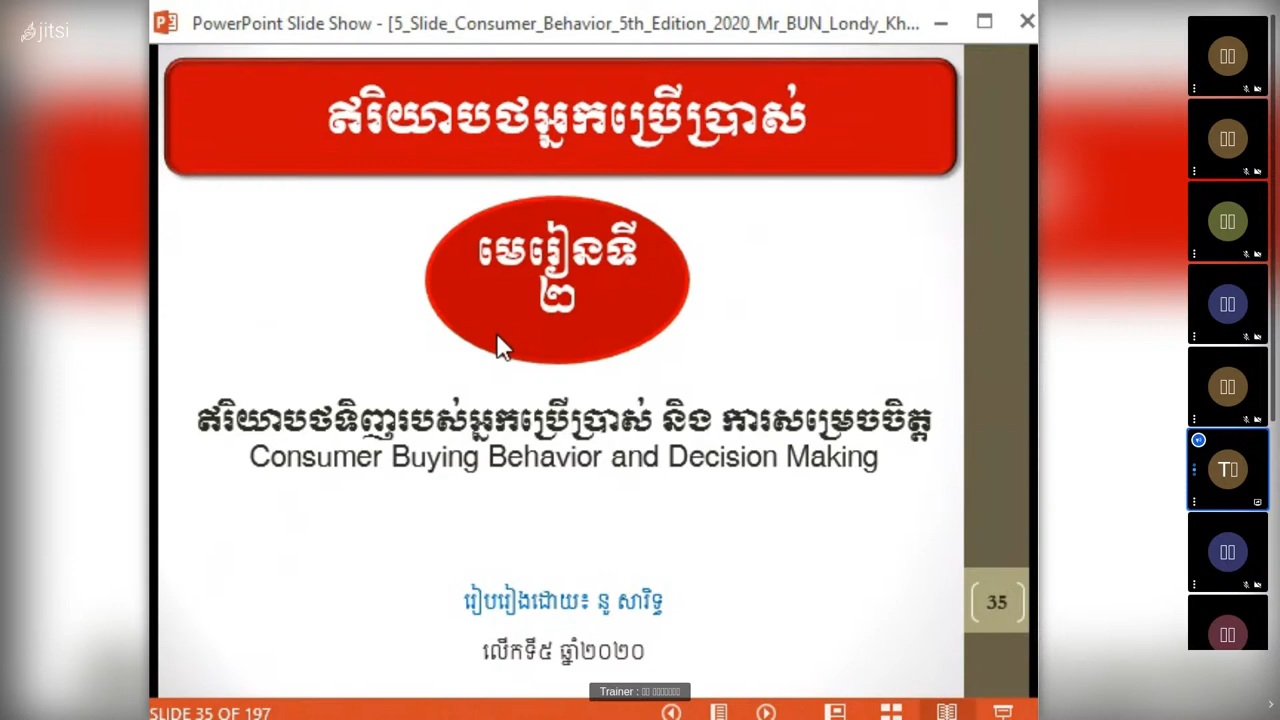 jitsi
PowerPoint Slide Show - [5_Slide_Consumer_Behavior_5th_Edition_2020_Mr_BUN_Londy_Kh...
ឥរិយាបថអ្នកប្រើប្រាស់
មេរៀនទី
២
ឥរិយាបថទិញរបស់អ្នកប្រើប្រាស់ និង ការសម្រេចចិត្ត
Consumer Buying Behavior and Decision Making
រៀបរៀងដោយ៖ នូ សារិទ្ធ
លើកទី៥ ឆ្នាំ២០២០
35
Trainer :
SLIDE 35 OF 197
T